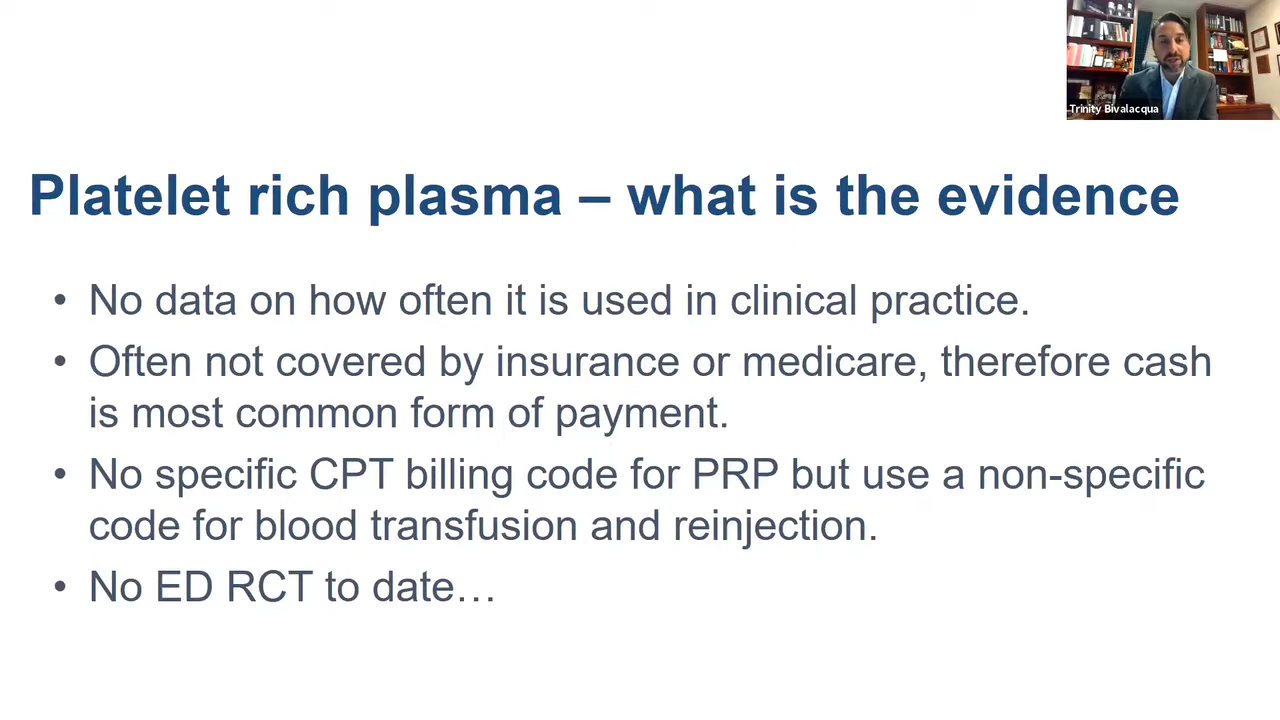 Trinity Bivalacqua
Platelet rich plasma – what is the evidence
• No data on how often it is used in clinical practice.
• Often not covered by insurance or medicare, therefore cash
is most common form of payment.
• No specific CPT billing code for PRP but use a non-specific
code for blood transfusion and reinjection.
• No ED RCT to date…